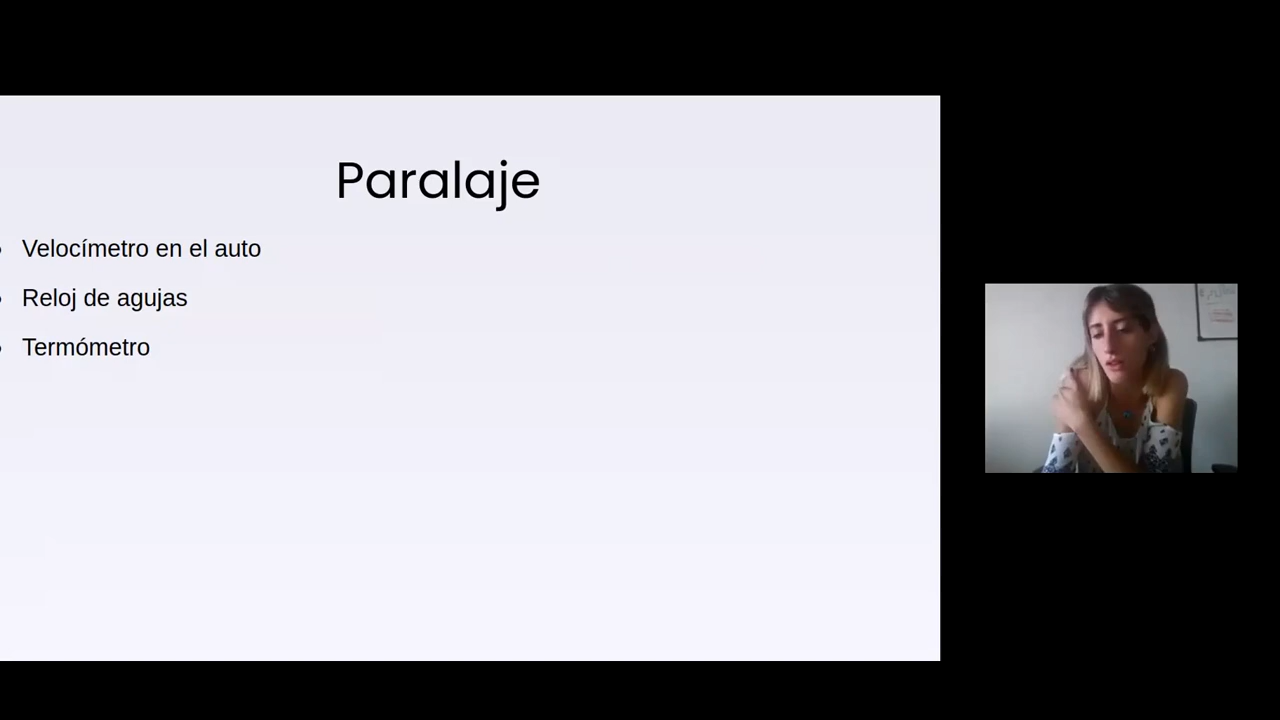 Paralaje
Velocímetro en el auto
Reloj de agujas
Termómetro